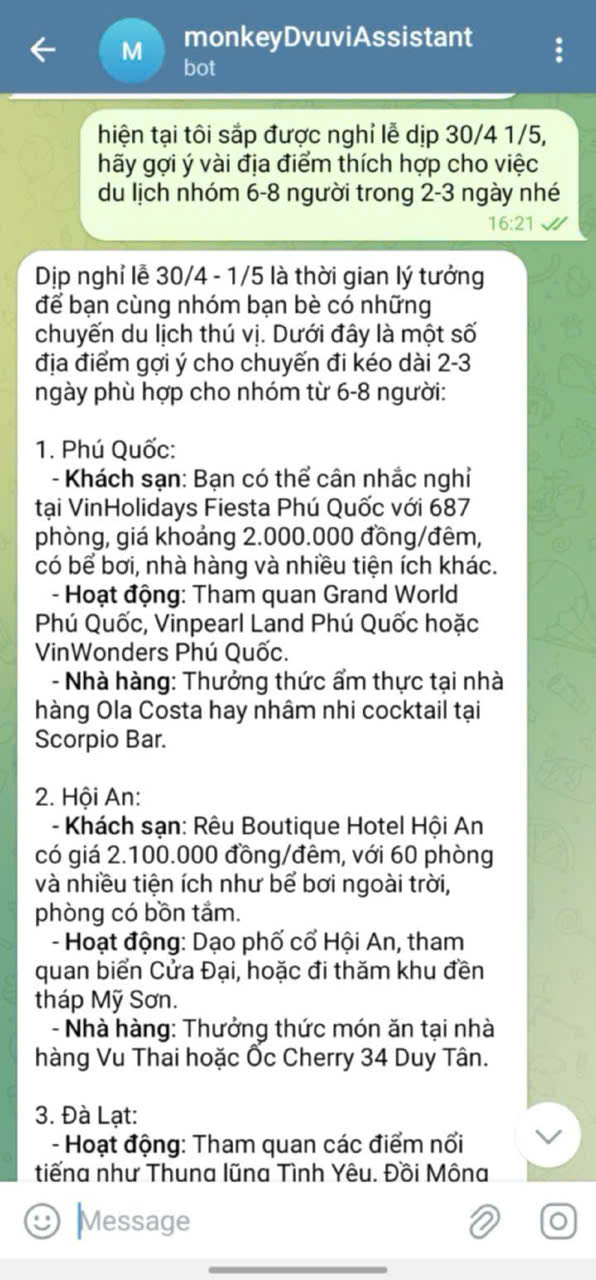 monkeyDvuviAssistant
M
bot
hiện tại tôi sắp được nghỉ lễ dịp 30/4 1/5,
hãy gợi ý vài địa điểm thích hợp cho việc
du lịch nhóm 6-8 người trong 2-3 ngày nhé
16:21
Dịp nghỉ lễ 30/4 - 1/5 là thời gian lý tưởng
để bạn cùng nhóm bạn bè có những
chuyến du lịch thú vị. Dưới đây là một số
địa điểm gợi ý cho chuyến đi kéo dài 2-3
ngày phù hợp cho nhóm từ 6-8 người:
1. Phú Quốc:
- Khách sạn: Bạn có thể cân nhắc nghỉ
tại VinHolidays Fiesta Phú Quốc với 687
phòng, giá khoảng 2.000.000 đồng/đêm,
có bể bơi, nhà hàng và nhiều tiện ích khác.
- Hoạt động: Tham quan Grand World
Phú Quốc, Vinpearl Land Phú Quốc hoặc
VinWonders Phú Quốc.
- Nhà hàng: Thưởng thức ẩm thực tại nhà
hàng Ola Costa hay nhâm nhi cocktail tại
Scorpio Bar.
2. Hội An:
- Khách sạn: Rêu Boutique Hotel Hội An
có giá 2.100.000 đồng/đêm, với 60 phòng
và nhiều tiện ích như bể bơi ngoài trời,
phòng có bồn tắm.
- Hoạt động: Dạo phố cổ Hội An, tham
quan biển Cửa Đại, hoặc đi thăm khu đền
tháp Mỹ Sơn.
- Nhà hàng: Thưởng thức món ăn tại nhà
hàng Vu Thai hoặc Ốc Cherry 34 Duy Tân.
3. Đà Lạt:
- Hoạt động: Tham quan các điểm nổi
tiếng như Thung lũng Tình Yêu, Đồi Mộng
Message